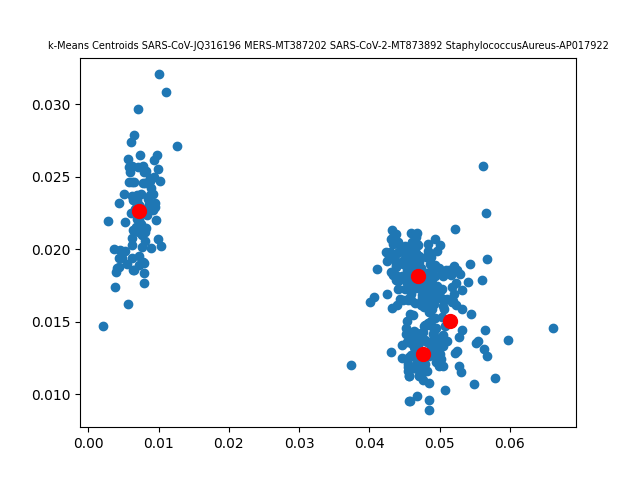 k-Means Centroids SARS-CoV-JQ316196 MERS-MT387202 SARS-CoV-2-MT873892 StaphylococcusAureus-AP017922
0.030
0.025
0.020
0.015
0.010
0.00 0.01 0.02 0.03 0.04 0.05 0.06